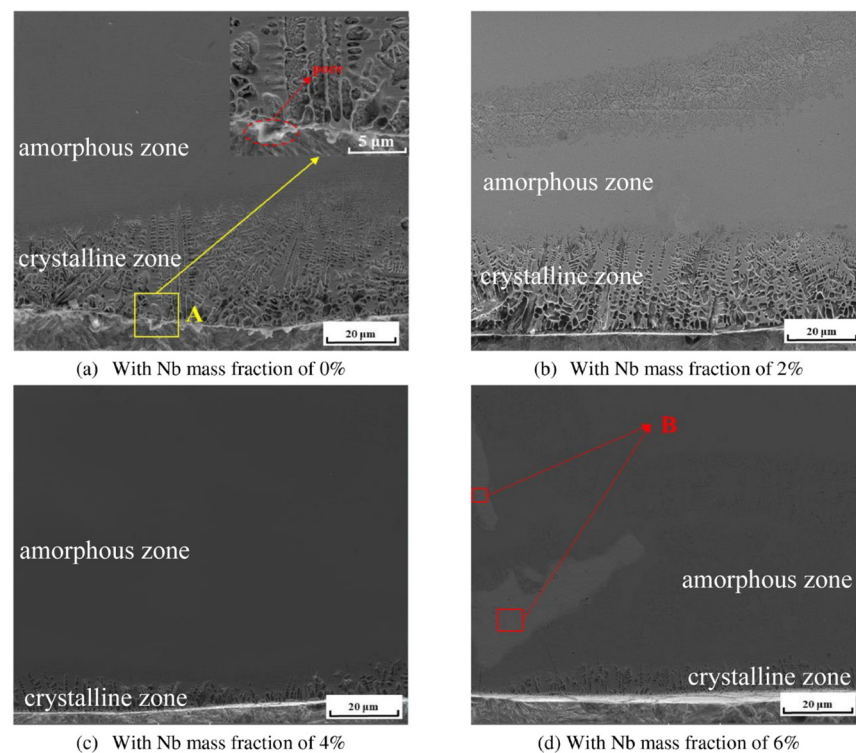 pore
5 μm
amorphous zone
crystalline zone
A
20 μm
(a) With Nb mass fraction of 0%
amorphous zone
crystalline zone
20 μm
(b) With Nb mass fraction of 2%
amorphous zone
crystalline zone
20 μm
(c) With Nb mass fraction of 4%
B
amorphous zone
crystalline zone
20 μm
(d) With Nb mass fraction of 6%